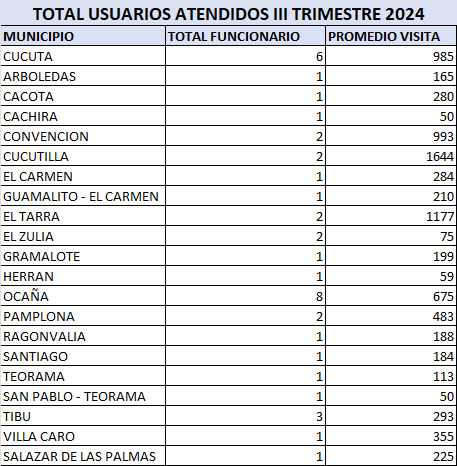 TOTAL USUARIOS ATENDIDOS III TRIMESTRE 2024
MUNICIPIO TOTAL FUNCIONARIO PROMEDIO VISITA
CUCUTA 6 985
ARBOLEDAS 1 165
CACOTA 1 280
CACHIRA 1 50
CONVENCION 2 993
CUCUTILLA 2 1644
EL CARMEN 1 284
GUAMALITO - EL CARMEN 1 210
EL TARRA 2 1177
EL ZULIA 2 75
GRAMALOTE 1 199
HERRAN 1 59
OCAÑA 8 675
PAMPLONA 2 483
RAGONVALIA 1 188
SANTIAGO 1 184
TEORAMA 1 113
SAN PABLO - TEORAMA 1 50
TIBU 3 293
VILLA CARO 1 355
SALAZAR DE LAS PALMAS 1 225